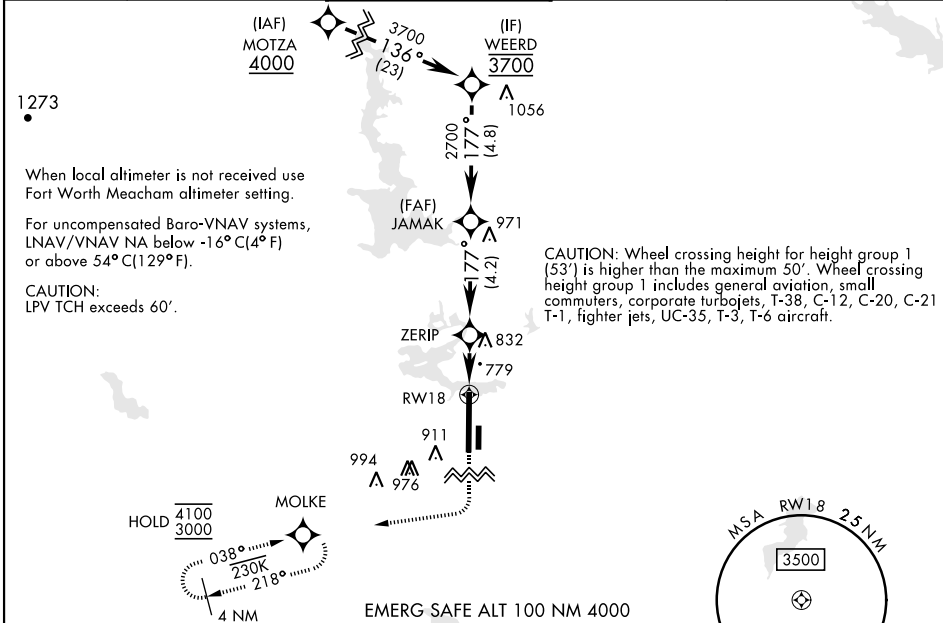 (IAF)
MOTZA
4000
3700
136°
(23)
(IF)
WEERD
3700
1056
1273
2700
177°
(4.8)
When local altimeter is not received use
Fort Worth Meacham altimeter setting.
For uncompensated Baro-VNAV systems,
LNAV/VNAV NA below -16°C(4°F)
or above 54°C(129°F).
CAUTION:
LPV TCH exceeds 60'.
(FAF)
JAMAK
971
177°
(4.2)
CAUTION: Wheel crossing height for height group 1
(53') is higher than the maximum 50'. Wheel crossing
height group 1 includes general aviation, small
commuters, corporate turbojets, T-38, C-12, C-20, C-21
T-1, fighter jets, UC-35, T-3, T-6 aircraft.
ZERIP
832
779
RW18
911
994
976
MOLKE
HOLD
4100
3000
038°
230K
218°
4 NM
EMERG SAFE ALT 100 NM 4000
MSA RW18 25 NM
3500